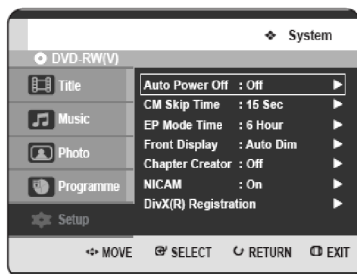 System
DVD-RW(V)
Title
Music
Photo
Programme
Setup
Auto Power Off : Off
CM Skip Time : 15 Sec
EP Mode Time : 6 Hour
Front Display : Auto Dim
Chapter Creator : Off
NICAM : On
DivX(R) Registration
MOVE SELECT RETURN EXIT